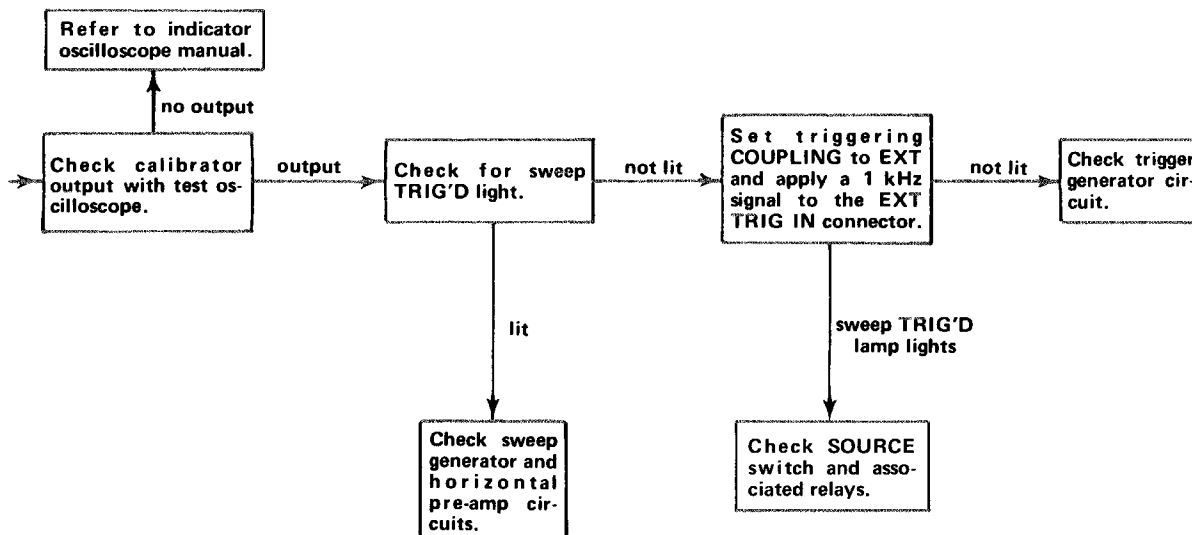 Refer to indicator
oscilloscope manual.
no output
Check calibrator
output with test os-
cilloscope.
output
Check for sweep
TRIG'D light.
not lit
Set triggering
COUPLING to EXT
and apply a 1 kHz
signal to the EXT
TRIG IN connector.
not lit
Check trigger
generator cir-
cuit.
lit
sweep TRIG'D
lamp lights
Check sweep
generator and
horizontal
pre-amp cir-
cuits.
Check SOURCE
switch and asso-
ciated relays.